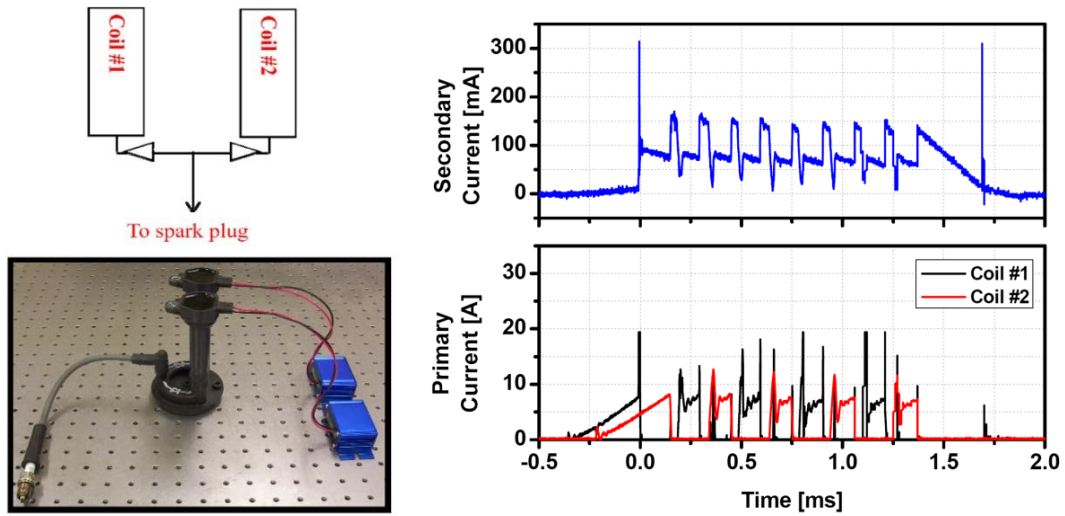 Coil #1
Coil #2
To spark plug
Secondary
Current [mA]
300
200
100
0
Primary
Current [A]
30
20
10
0
Coil #1
Coil #2
-0.5
0.0
0.5
1.0
1.5
2.0
Time [ms]